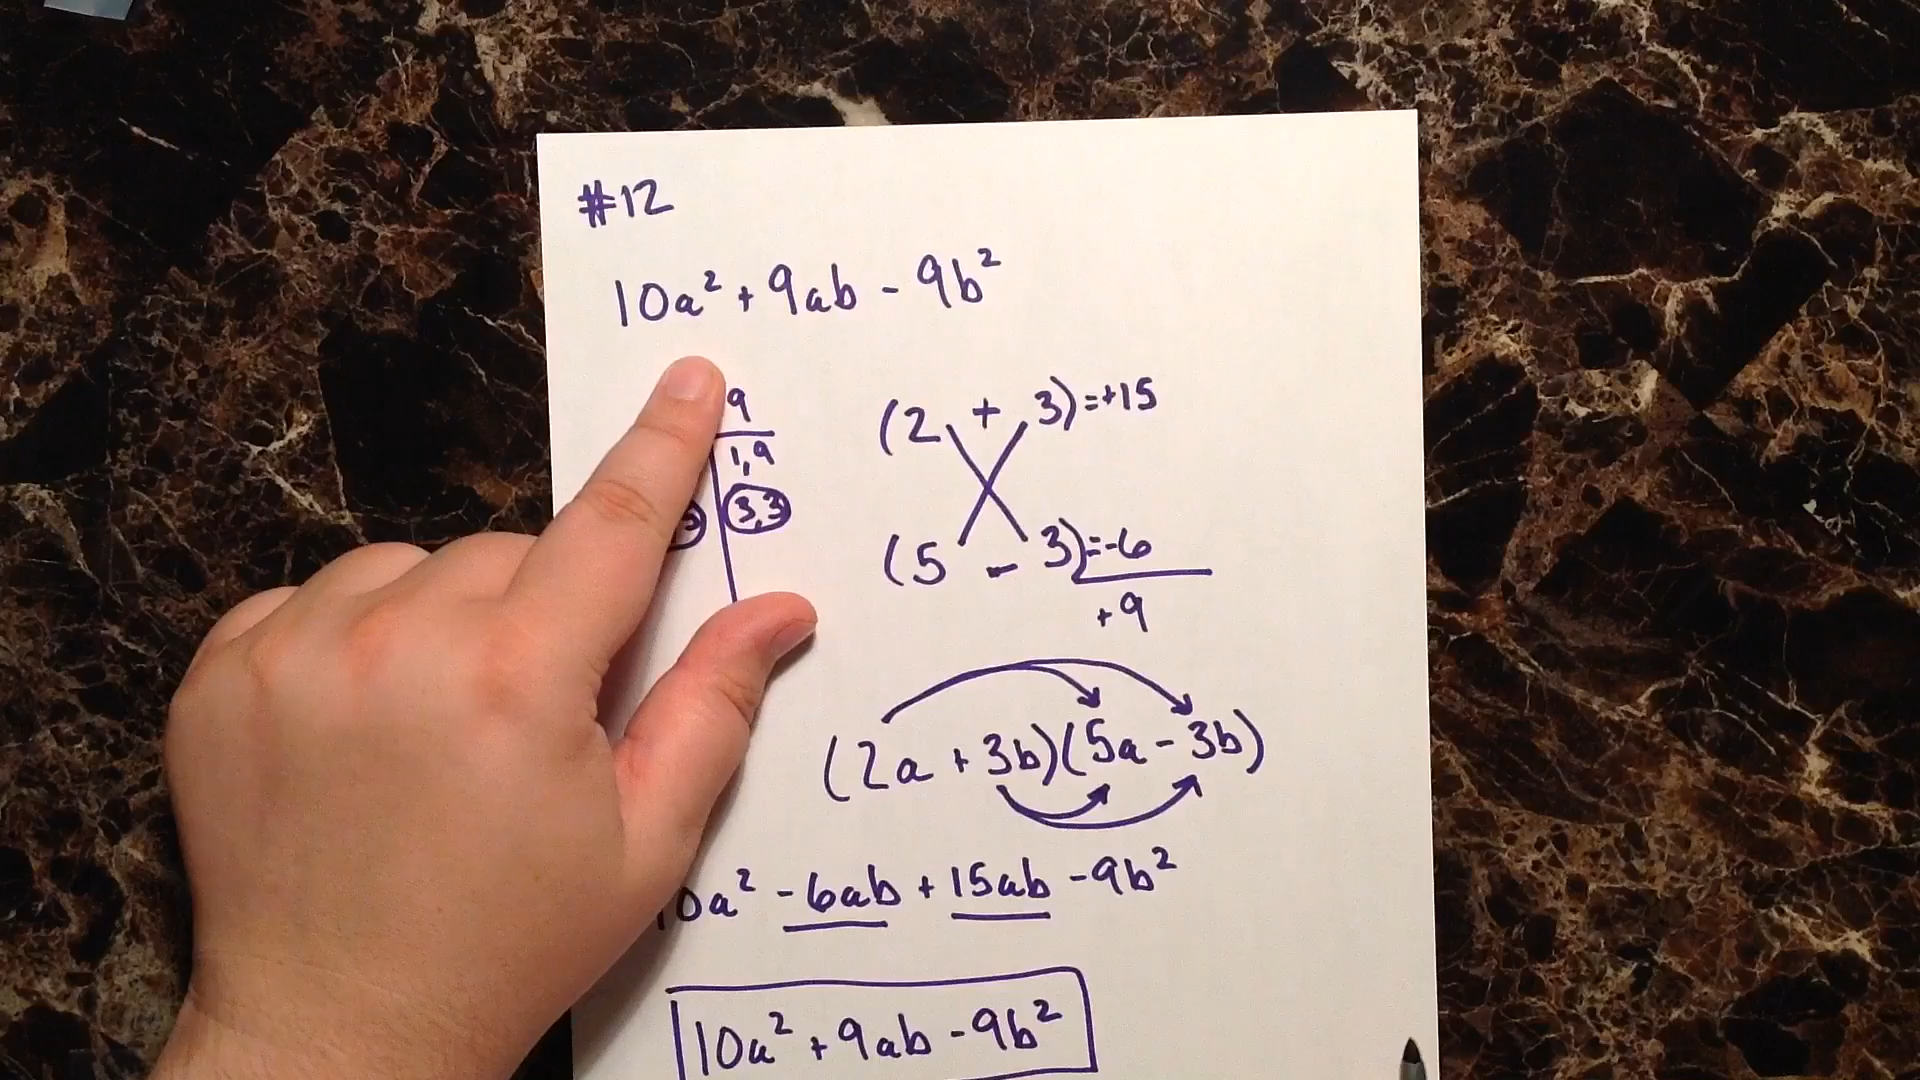 #12
10a² + 9ab - 9b²
9
1,9
3,3
(2 + 3) = +15
(5 - 3) = -6
+9
(2a + 3b)(5a - 3b)
10a² - 6ab + 15ab - 9b²
10a² + 9ab - 9b²